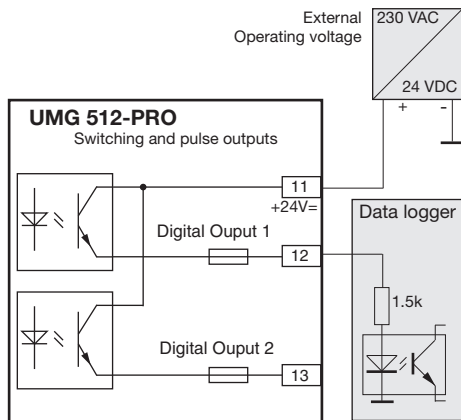 External
Operating voltage
230 VAC
24 VDC
+ -
UMG 512-PRO
Switching and pulse outputs
11
+24V=
Data logger
Digital Ouput 1
12
1.5k
Digital Ouput 2
13